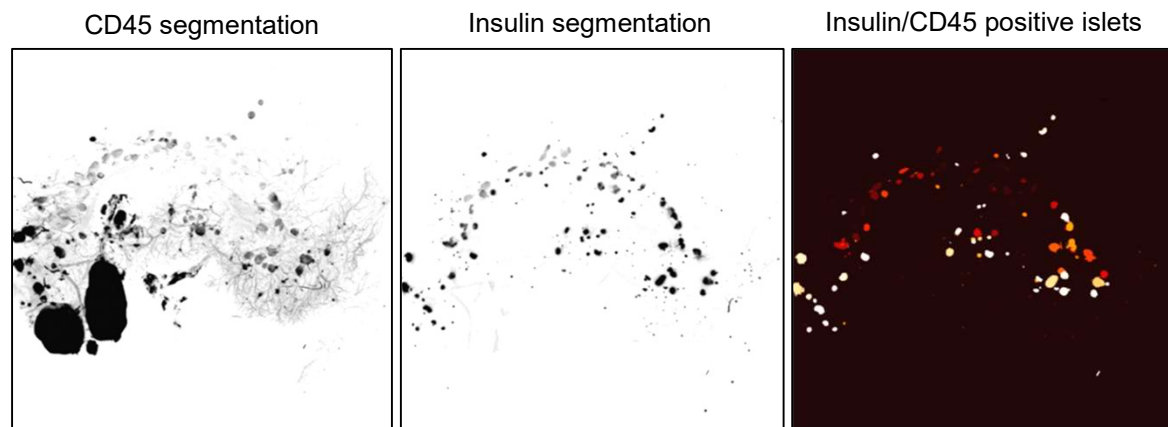 CD45 segmentation
Insulin segmentation
Insulin/CD45 positive islets